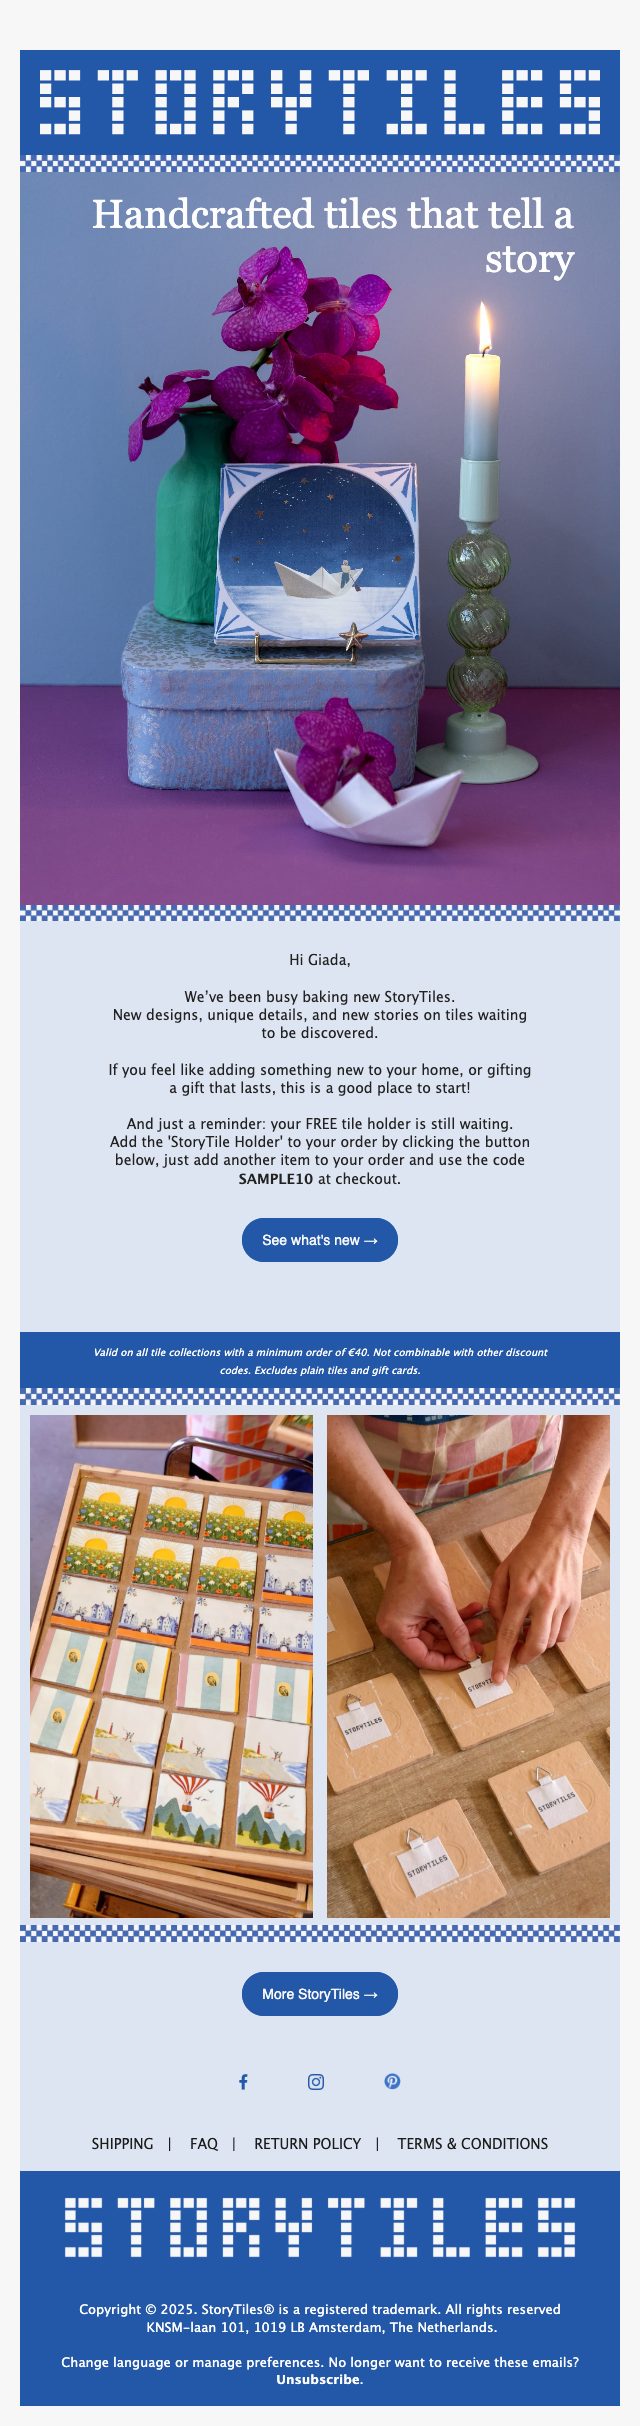 STORYTILES
Handcrafted tiles that tell a
story
Hi Giada,
We've been busy baking new StoryTiles.
New designs, unique details, and new stories on tiles waiting
to be discovered.
If you feel like adding something new to your home, or gifting
a gift that lasts, this is a good place to start!
And just a reminder: your FREE tile holder is still waiting.
Add the 'StoryTile Holder' to your order by clicking the button
below, just add another item to your order and use the code
SAMPLE10 at checkout.
See what's new →
Valid on all tile collections with a minimum order of €40. Not combinable with other discount
codes. Excludes plain tiles and gift cards.
STORYTILES
STORYTILES
STORYTILES
STORYTILES
More StoryTiles →
SHIPPING | FAQ | RETURN POLICY | TERMS & CONDITIONS
STORYTILES
Copyright © 2025. StoryTiles® is a registered trademark. All rights reserved
KNSM-laan 101, 1019 LB Amsterdam, The Netherlands.
Change language or manage preferences. No longer want to receive these emails?
Unsubscribe.